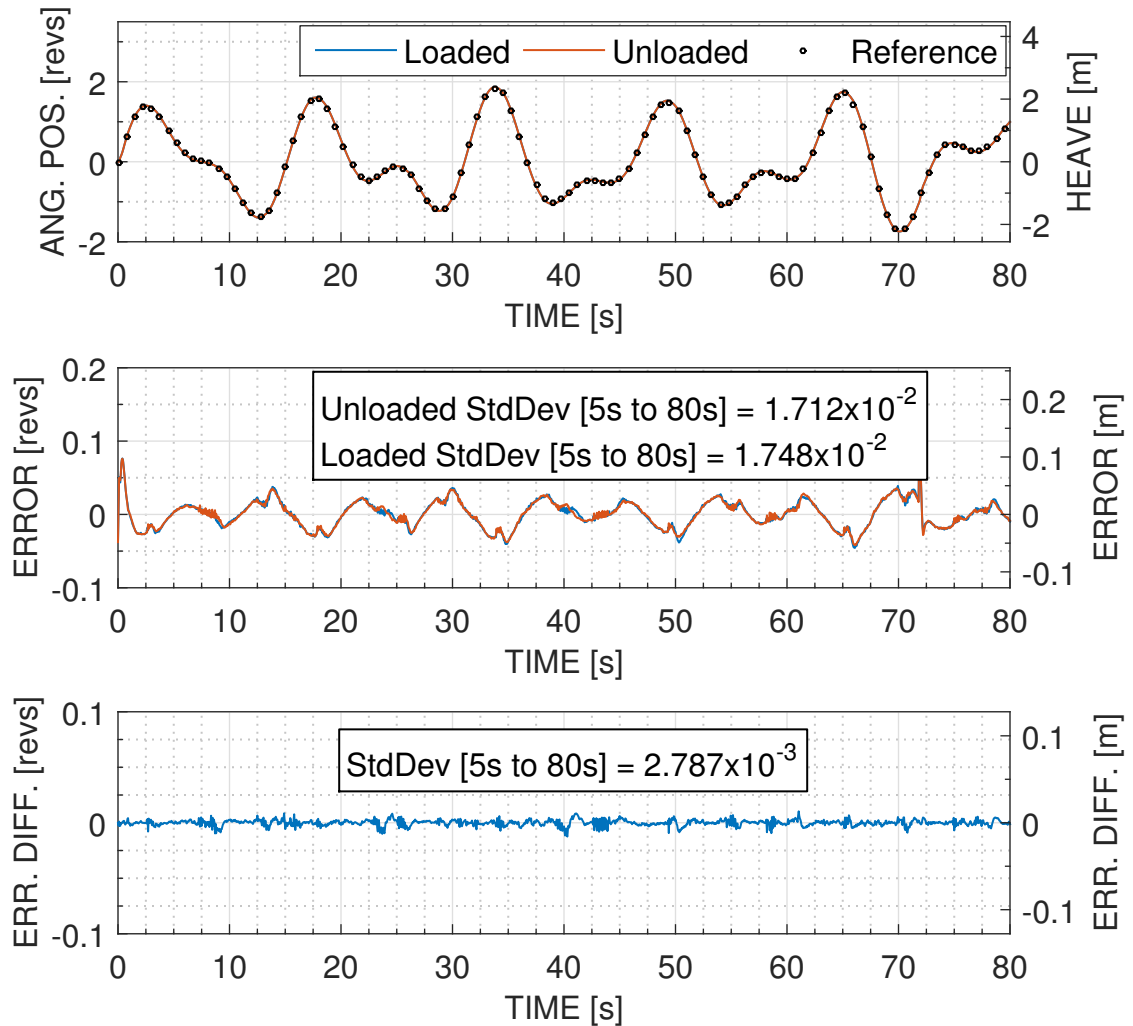 Loaded Unloaded Reference
ANG. POS. [revs]
2
0
-2
HEAVE [m]
4
2
0
-2
0 10 20 30 40 50 60 70 80
TIME [s]
ERROR [revs]
0.2
0.1
0
-0.1
Unloaded StdDev [5s to 80s] = 1.712x10-2
Loaded StdDev [5s to 80s] = 1.748x10-2
ERROR [m]
0.2
0.1
0
-0.1
0 10 20 30 40 50 60 70 80
TIME [s]
ERR. DIFF. [revs]
0.1
0
-0.1
StdDev [5s to 80s] = 2.787x10-3
ERR. DIFF. [m]
0.1
0
-0.1
0 10 20 30 40 50 60 70 80
TIME [s]